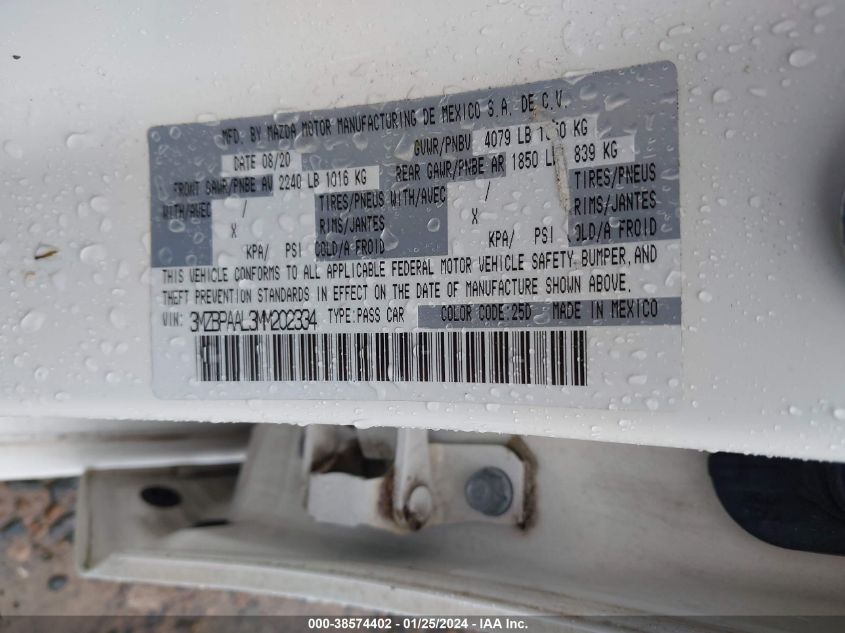 MFD. BY MAZDA MOTOR MANUFACTURING DE MEXICO S.A. DE C.V.
DATE 08/20 GVWR/PNBV 4079 LB KG
FRONT GAWR/PNBE AV 2240 LB 1016 KG REAR GAWR/PNBE AR 1850 LB 839 KG
WITH/AVEC / TIRES/PNEUS WITH/AVEC / TIRES/PNEUS
X RIMS/JANTES X RIMS/JANTES
KPA/ PSI COLD/A FROID KPA/ PSI COLD/A FROID
THIS VEHICLE CONFORMS TO ALL APPLICABLE FEDERAL MOTOR VEHICLE SAFETY, BUMPER, AND
THEFT PREVENTION STANDARDS IN EFFECT ON THE DATE OF MANUFACTURE SHOWN ABOVE.
VIN: 3MZBPAAL3MM202334 TYPE:PASS CAR COLOR CODE:25D MADE IN MEXICO
000-38574402 - 01/25/2024 - IAA Inc.